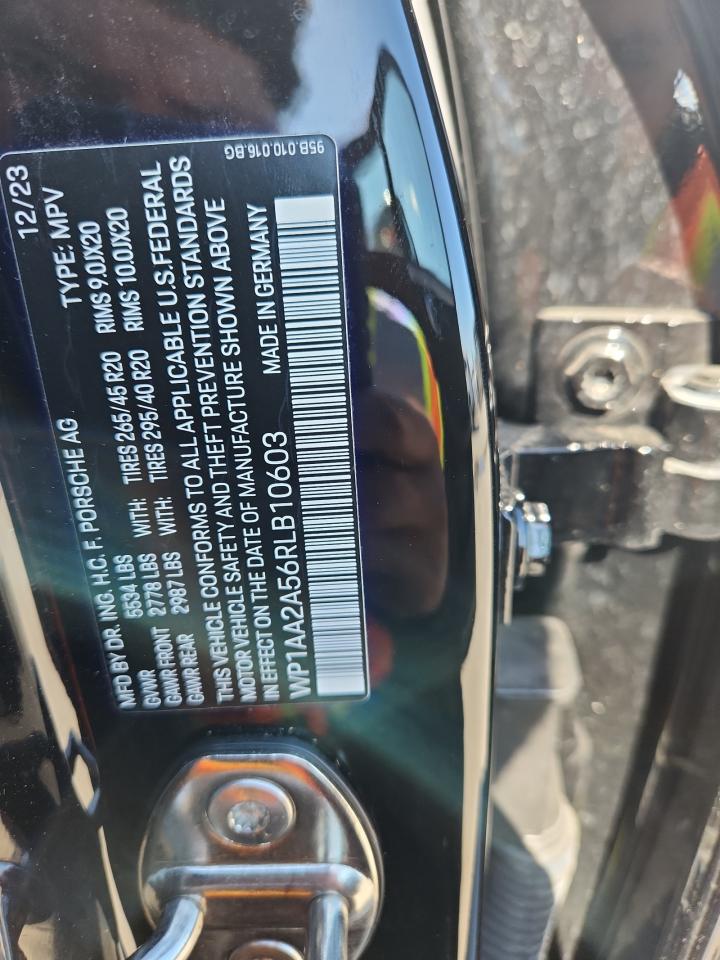 95B.010.016.BG
MFD BY DR. ING. H.C. F. PORSCHE AG 12/23
GVWR 5534 LBS TYPE: MPV
GAWR FRONT 2778 LBS WITH: TIRES 265/45 R20 RIMS 9.0JX20
GAWR REAR 2987 LBS WITH: TIRES 295/40 R20 RIMS 10.0JX20
THIS VEHICLE CONFORMS TO ALL APPLICABLE U.S.FEDERAL
MOTOR VEHICLE SAFETY AND THEFT PREVENTION STANDARDS
IN EFFECT ON THE DATE OF MANUFACTURE SHOWN ABOVE
WP1AA2A56RLB10603 MADE IN GERMANY